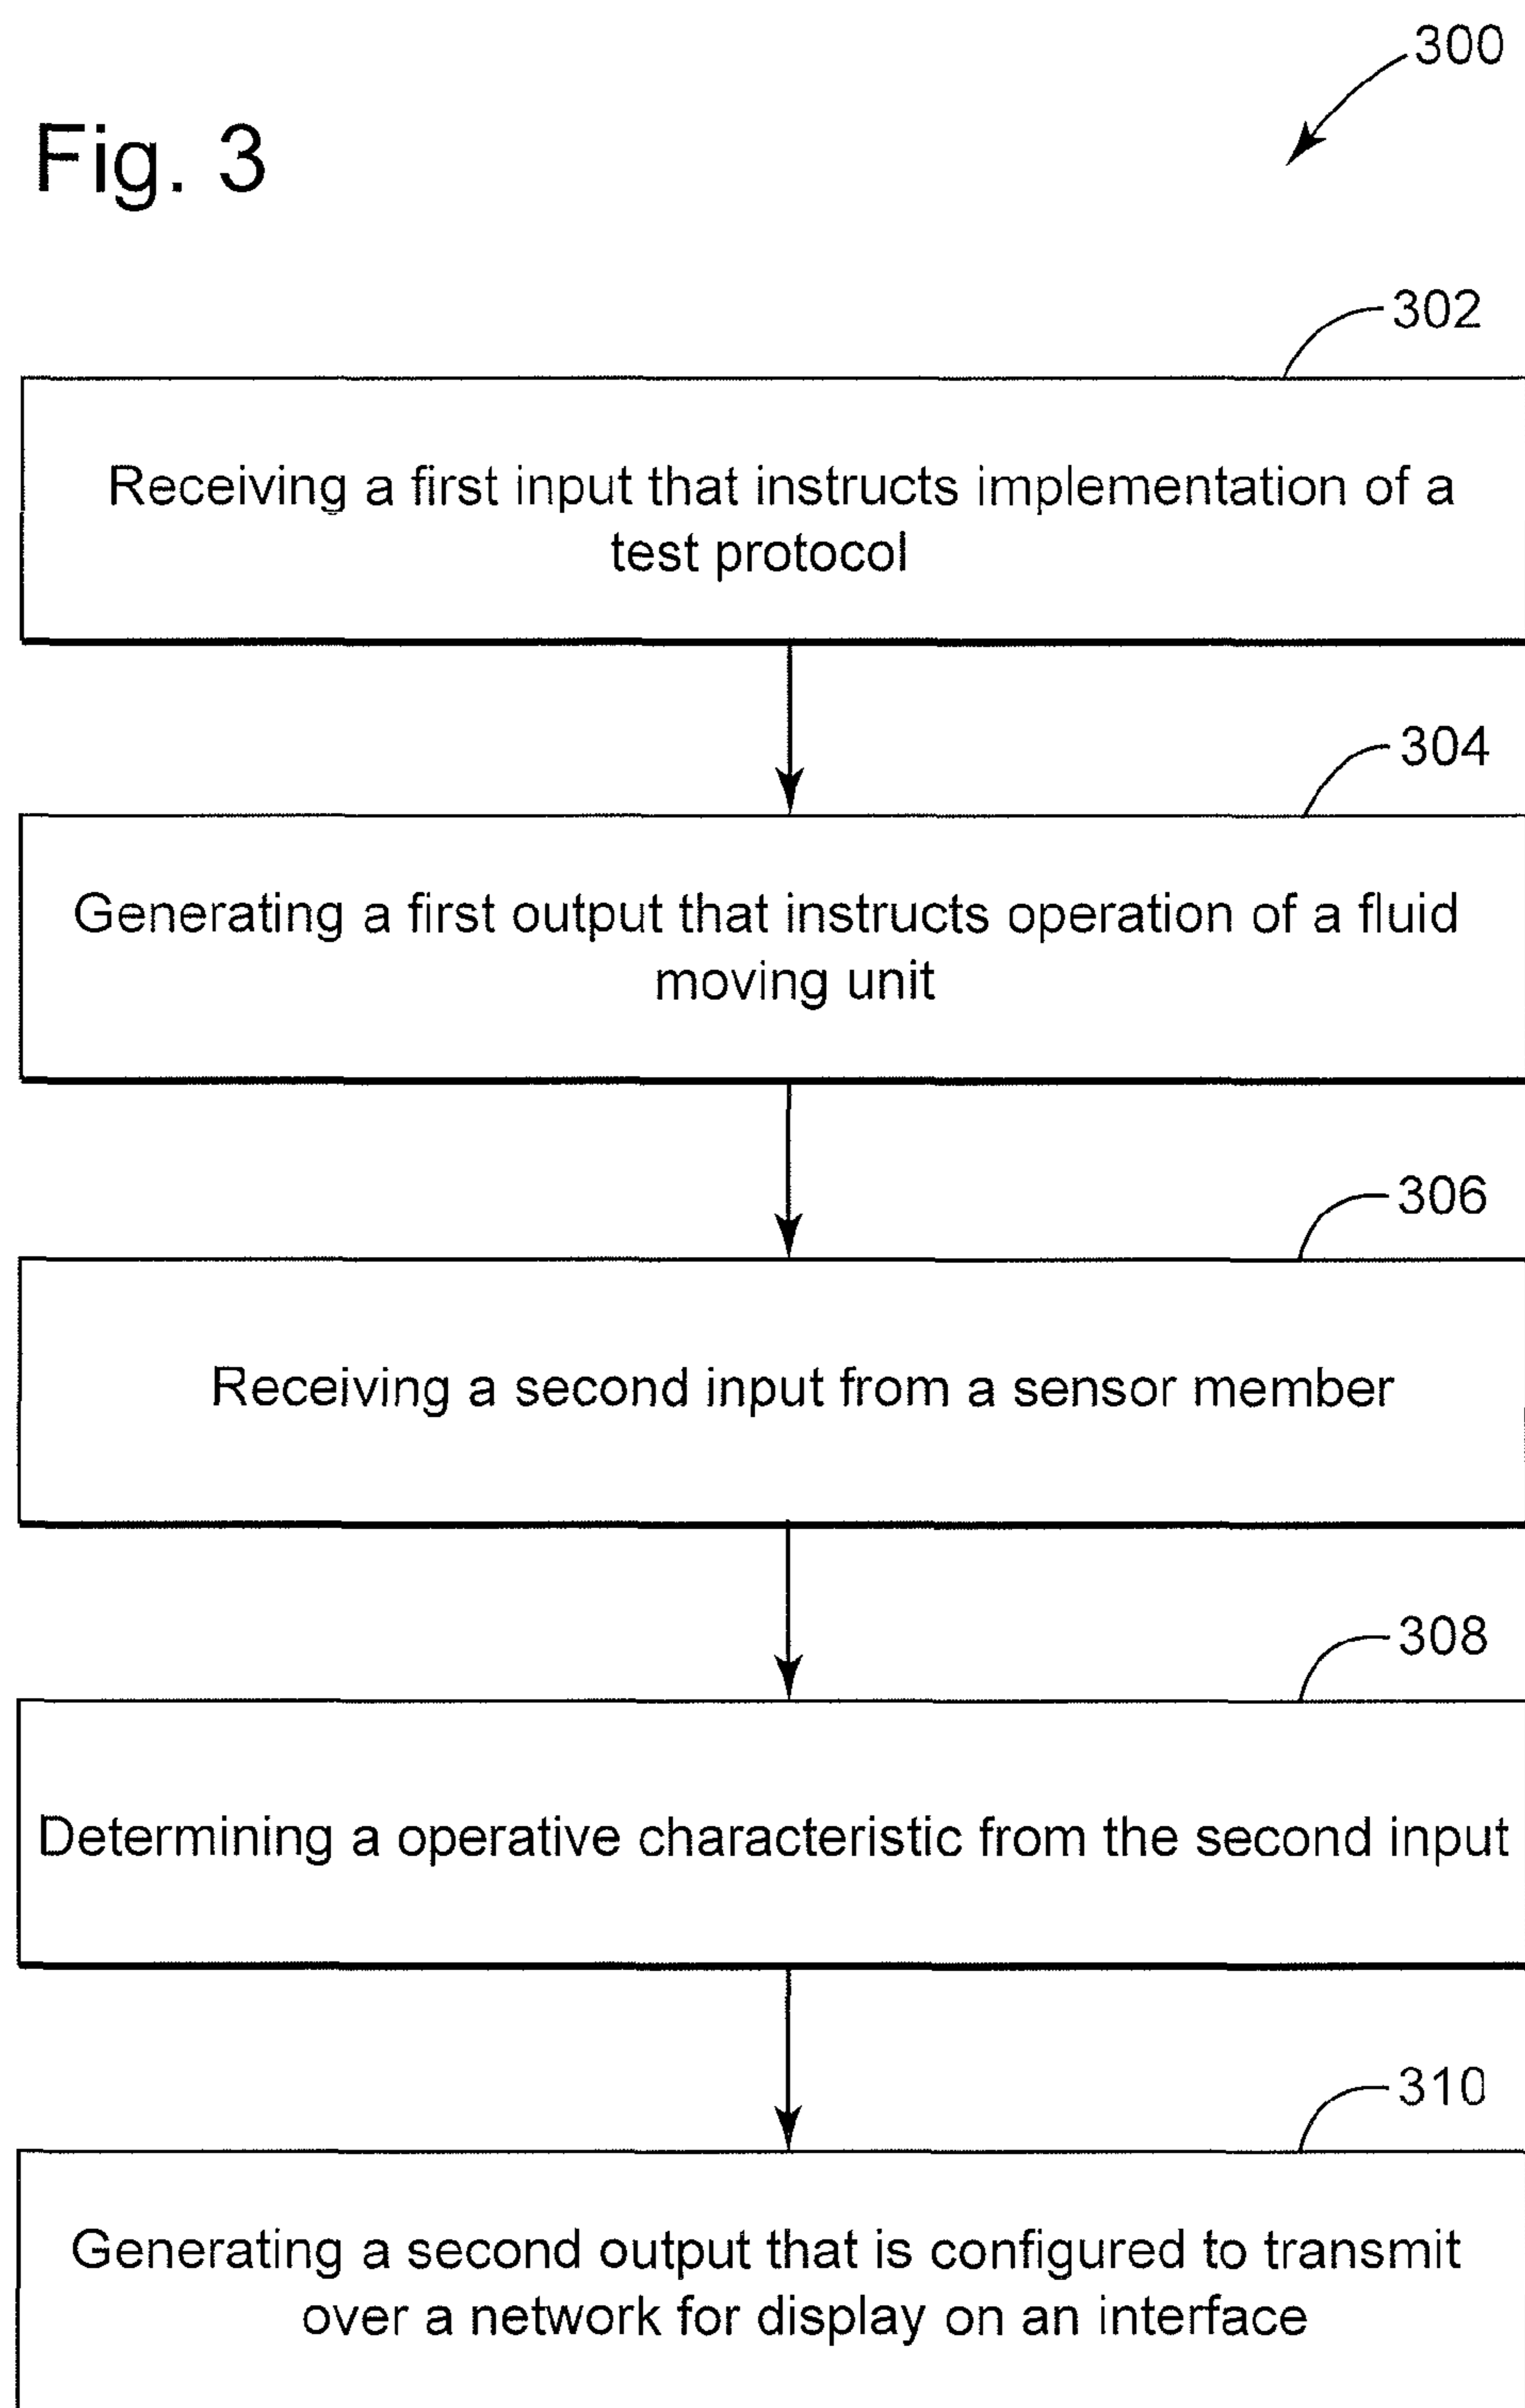 300
Fig. 3
302
Receiving a first input that instructs implementation of a
test protocol
304
Generating a first output that instructs operation of a fluid
moving unit
306
Receiving a second input from a sensor member
308
Determining a operative characteristic from the second input
310
Generating a second output that is configured to transmit
over a network for display on an interface